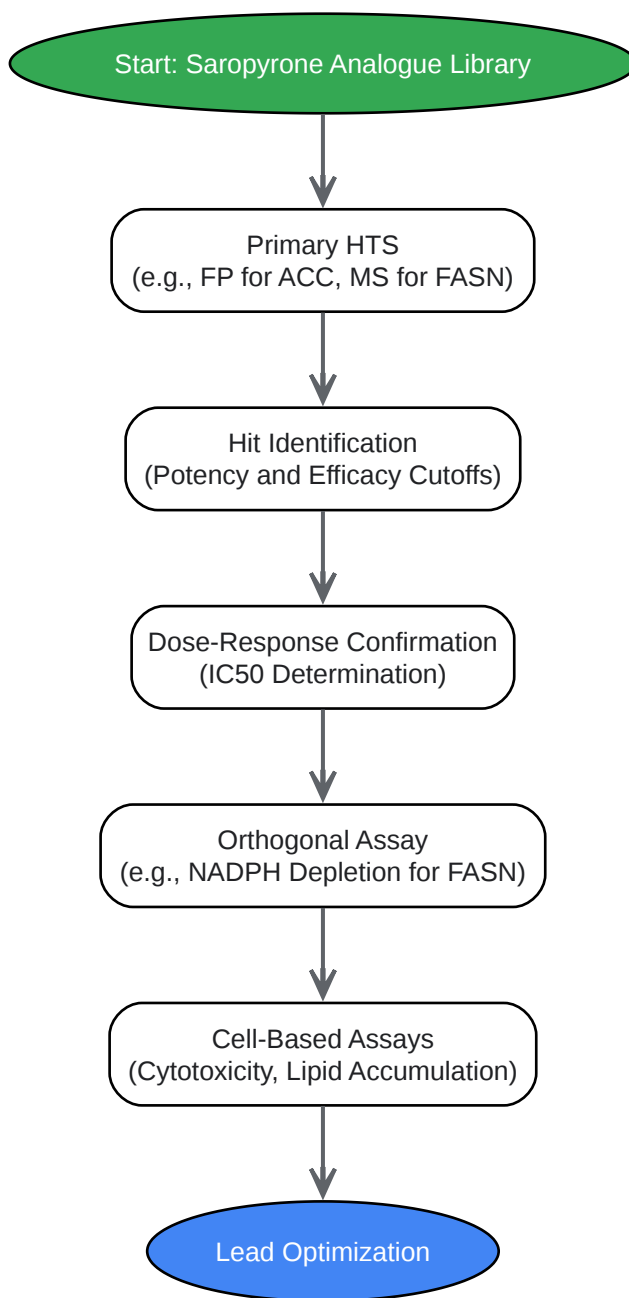 Start: Saropyrone Analogue Library
Primary HTS
(e.g., FP for ACC, MS for FASN)
Hit Identification
(Potency and Efficacy Cutoffs)
Dose-Response Confirmation
(IC50 Determination)
Orthogonal Assay
(e.g., NADPH Depletion for FASN)
Cell-Based Assays
(Cytotoxicity, Lipid Accumulation)
Lead Optimization